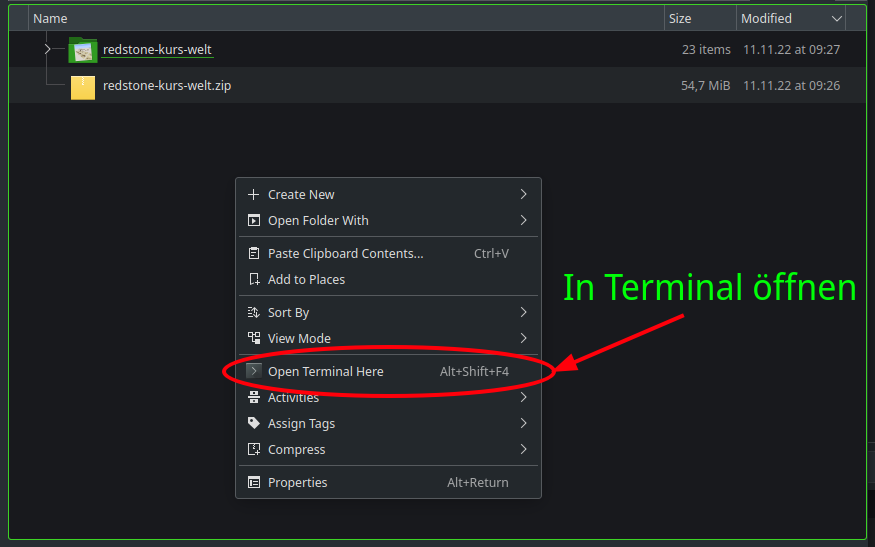 Name Size Modified
redstone-kurs-welt 23 items 11.11.22 at 09:27
redstone-kurs-welt.zip 54,7 MiB 11.11.22 at 09:26
Create New
Open Folder With
Paste Clipboard Contents... Ctrl+V
Add to Places
In Terminal öffnen
Sort By
View Mode
Open Terminal Here Alt+Shift+F4
Activities
Assign Tags
Compress
Properties Alt+Return